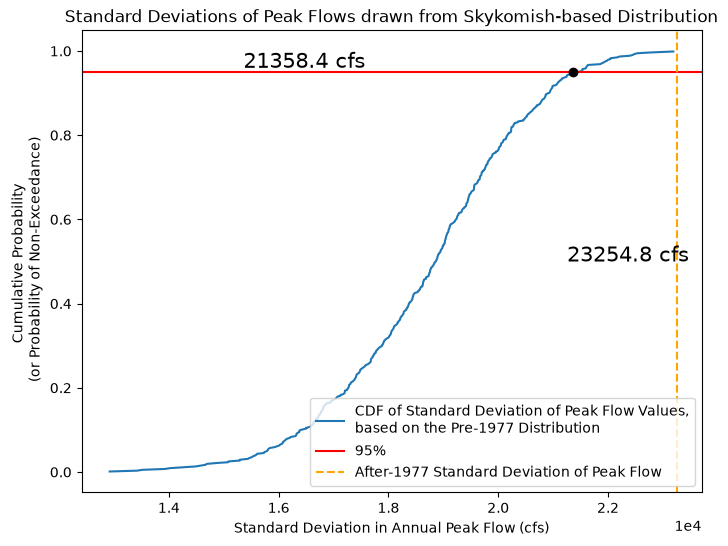 Standard Deviations of Peak Flows drawn from Skykomish-based Distribution
21358.4 cfs
23254.8 cfs
1.0
0.8
0.6
0.4
0.2
0.0
Cumulative Probability
(or Probability of Non-Exceedance)
CDF of Standard Deviation of Peak Flow Values,
based on the Pre-1977 Distribution
95%
After-1977 Standard Deviation of Peak Flow
1.4 1.6 1.8 2.0 2.2
1e4
Standard Deviation in Annual Peak Flow (cfs)